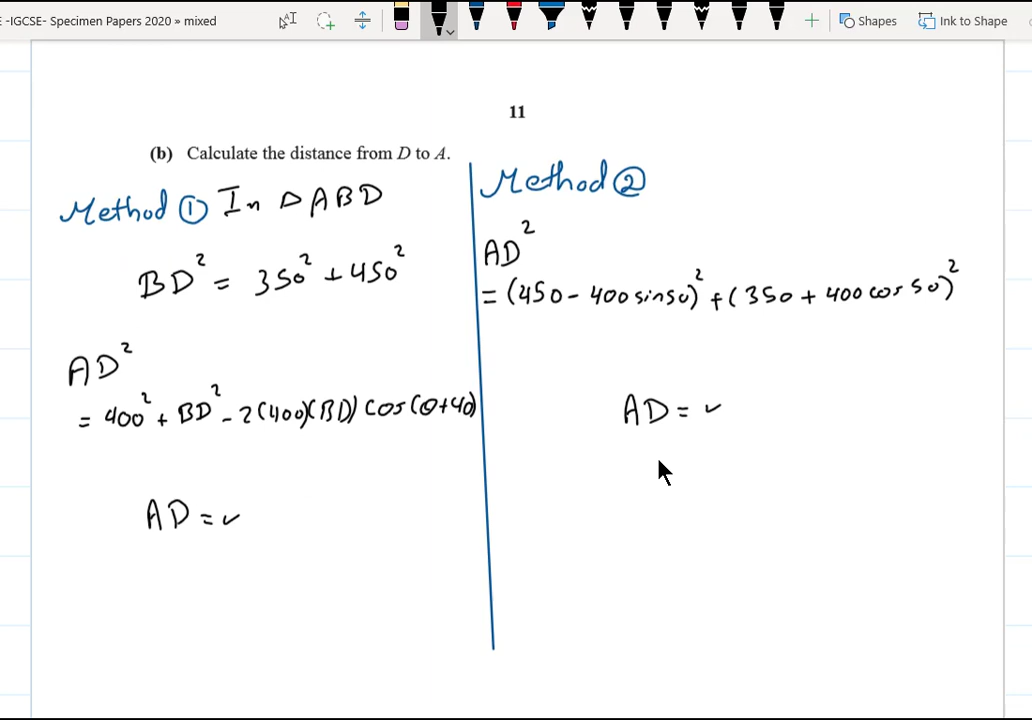 -IGCSE- Specimen Papers 2020 » mixed
Shapes
Ink to Shape
11
(b) Calculate the distance from D to A.
Method ① In △ ABD
BD² = 350² + 450²
AD²
= 400² + BD² - 2(400)(BD) cos(θ+40)
AD = ✓
Method ②
AD²
= (450 - 400 sin50)² + (350 + 400 cos 50)²
AD = ✓